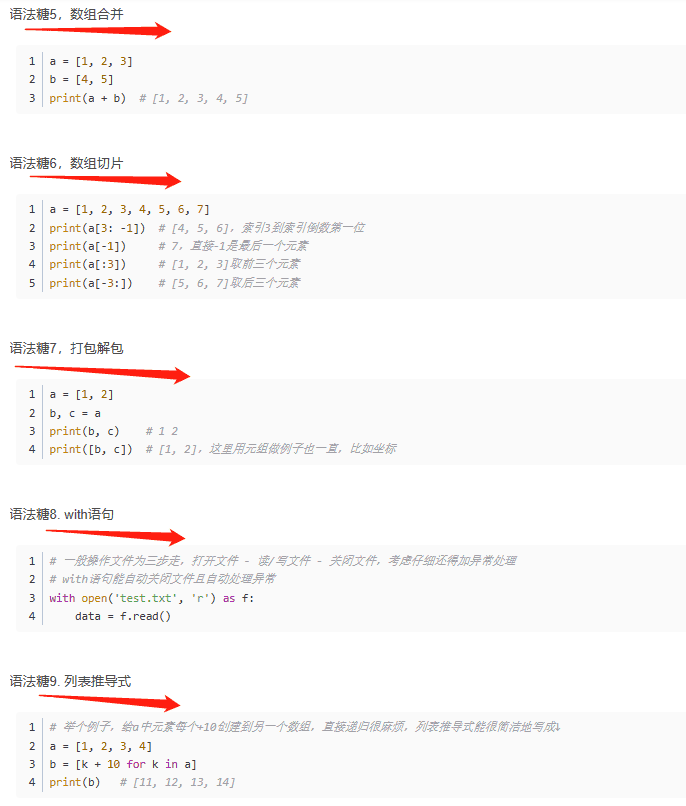 语法糖5，数组合并
1 a = [1, 2, 3]
2 b = [4, 5]
3 print(a + b)  # [1, 2, 3, 4, 5]
语法糖6，数组切片
1 a = [1, 2, 3, 4, 5, 6, 7]
2 print(a[3: -1])  # [4, 5, 6]，索引3到索引倒数第一位
3 print(a[-1])     # 7，直接-1是最后一个元素
4 print(a[:3])     # [1, 2, 3]取前三个元素
5 print(a[-3:])    # [5, 6, 7]取后三个元素
语法糖7，打包解包
1 a = [1, 2]
2 b, c = a
3 print(b, c)    # 1 2
4 print([b, c])  # [1, 2]，这里用元组做例子也一直，比如坐标
语法糖8. with语句
1 # 一般操作文件为三步走，打开文件 - 读/写文件 - 关闭文件，考虑仔细还得加异常处理
2 # with语句能自动关闭文件且自动处理异常
3 with open('test.txt', 'r') as f:
4     data = f.read()
语法糖9. 列表推导式
1 # 举个例子，给a中元素每个+10创建到另一个数组，直接递归很麻烦，列表推导式能很简洁地写成↓
2 a = [1, 2, 3, 4]
3 b = [k + 10 for k in a]
4 print(b)   # [11, 12, 13, 14]